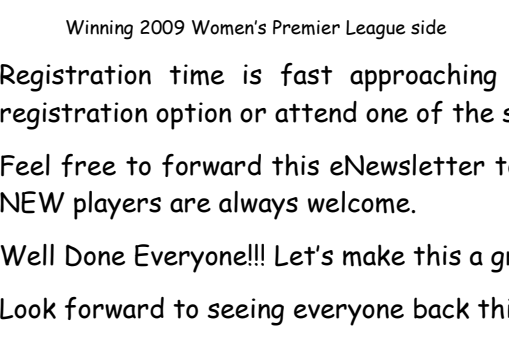 Winning 2009 Women's Premier League side
Registration time is fast approaching
registration option or attend one of the
Feel free to forward this eNewsletter
NEW players are always welcome.
Well Done Everyone!!! Let's make this a
Look forward to seeing everyone back